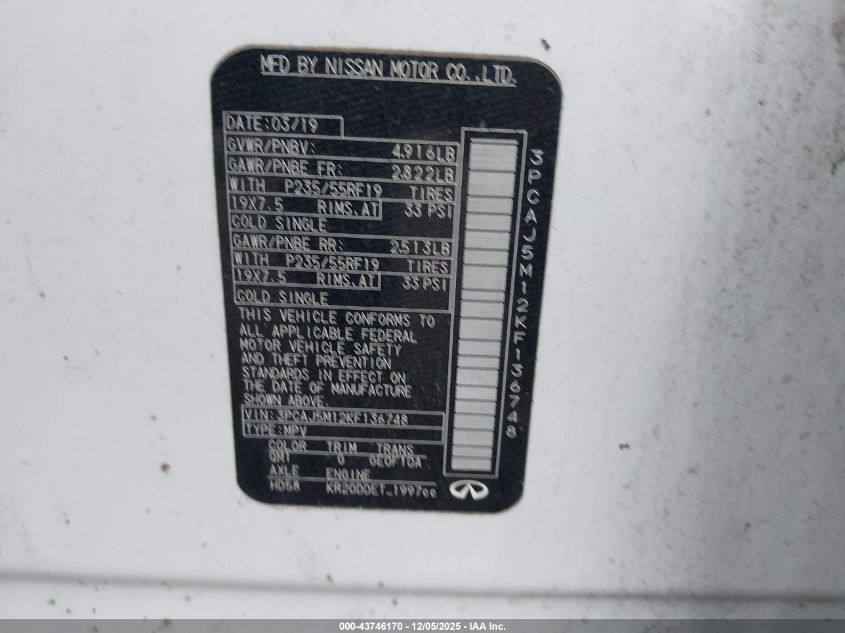 MFD BY NISSAN MOTOR CO.,LTD.
DATE:03/19
GVWR/PNBV: 4916LB
GAWR/PNBE FR: 2822LB
WITH P235/55RF19 TIRES
19X7.5 RIMS.AT 33 PSI
COLD SINGLE
GAWR/PNBE RR: 2513LB
WITH P235/55RF19 TIRES
19X7.5 RIMS.AT 33 PSI
COLD SINGLE
THIS VEHICLE CONFORMS TO
ALL APPLICABLE FEDERAL
MOTOR VEHICLE SAFETY
AND THEFT PREVENTION
STANDARDS IN EFFECT ON
THE DATE OF MANUFACTURE
SHOWN ABOVE.
VIN:3PCAJ5M12KF136748
TYPE:MPV
COLOR TRIM TRANS
G
AXLE ENGINE
HD58 KR20DDET-1997cc
3PCAJ5M12KF136748
000-43746170 - 12/05/2025 - IAA Inc.